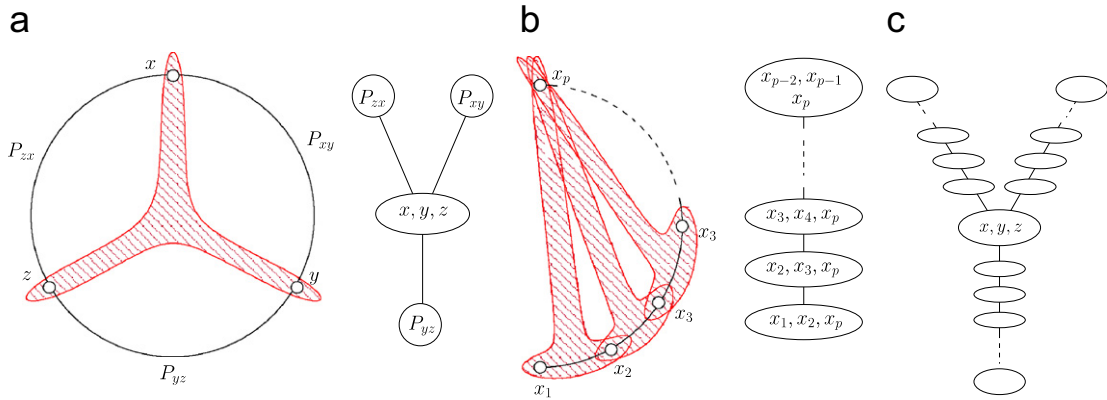 a
b
c
x
P_{zx}
P_{xy}
z
y
P_{yz}
P_{zx}
P_{xy}
x, y, z
P_{yz}
x_p
x_3
x_3
x_2
x_1
x_{p-2}, x_{p-1}
x_p
x_3, x_4, x_p
x_2, x_3, x_p
x_1, x_2, x_p
x, y, z